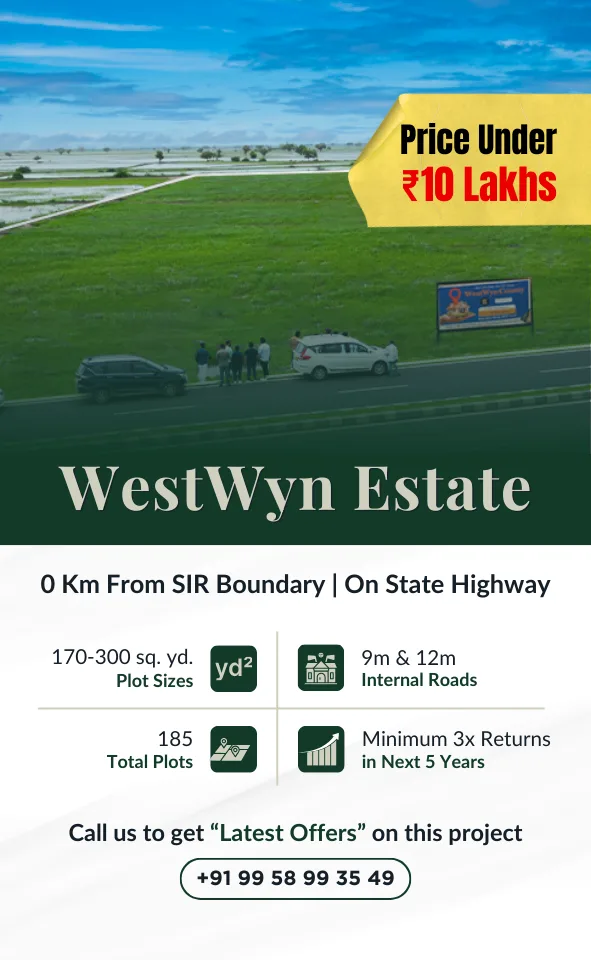 Price Under
₹10 Lakhs
WestWyn County
WestWyn Estate
0 Km From SIR Boundary | On State Highway
170-300 sq. yd.
Plot Sizes
yd²
9m & 12m
Internal Roads
185
Total Plots
Minimum 3x Returns
in Next 5 Years
Call us to get “Latest Offers” on this project
+91 99 58 99 35 49